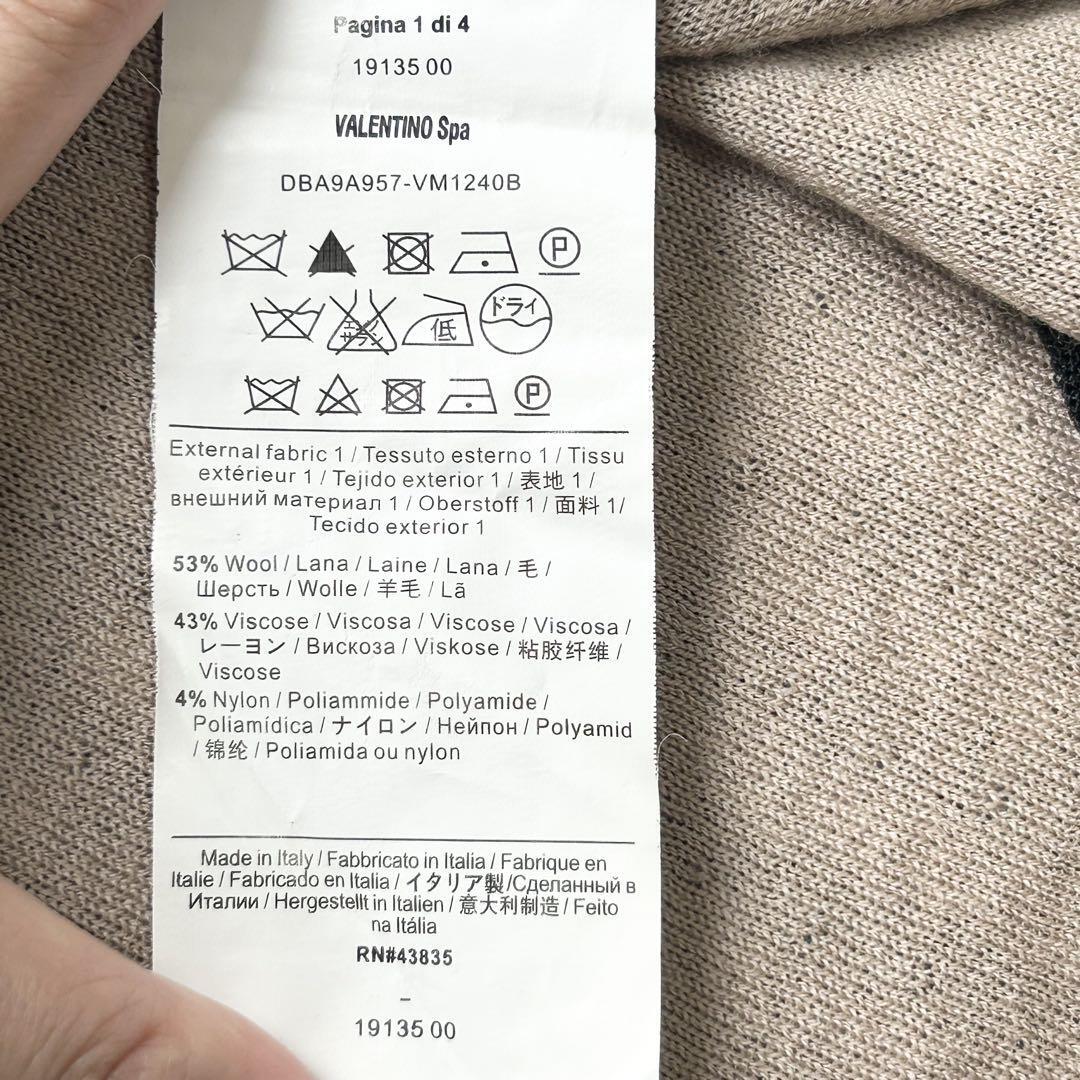 Pagina 1 di 4
19135 00
VALENTINO Spa
DBA9A957-VM1240B
P
エンソ
サラシ
低
ドライ
P
External fabric 1 / Tessuto esterno 1 / Tissu
extérieur 1 / Tejido exterior 1 / 表地 1 /
внешний материал 1 / Oberstoff 1 / 面料 1/
Tecido exterior 1
53% Wool / Lana / Laine / Lana / 毛 /
Шерсть / Wolle / 羊毛 / Lã
43% Viscose / Viscosa / Viscose / Viscosa /
レーヨン / Вискоза / Viskose / 粘胶纤维 /
Viscose
4% Nylon / Poliammide / Polyamide /
Poliamídica / ナイロン / Нейпон / Polyamid
/ 锦纶 / Poliamida ou nylon
Made in Italy / Fabbricato in Italia / Fabrique en
Italie / Fabricado en Italia / イタリア製/Сделанный в
Италии / Hergestellt in Italien / 意大利制造 / Feito
na Itália
RN#43835
–
19135 00